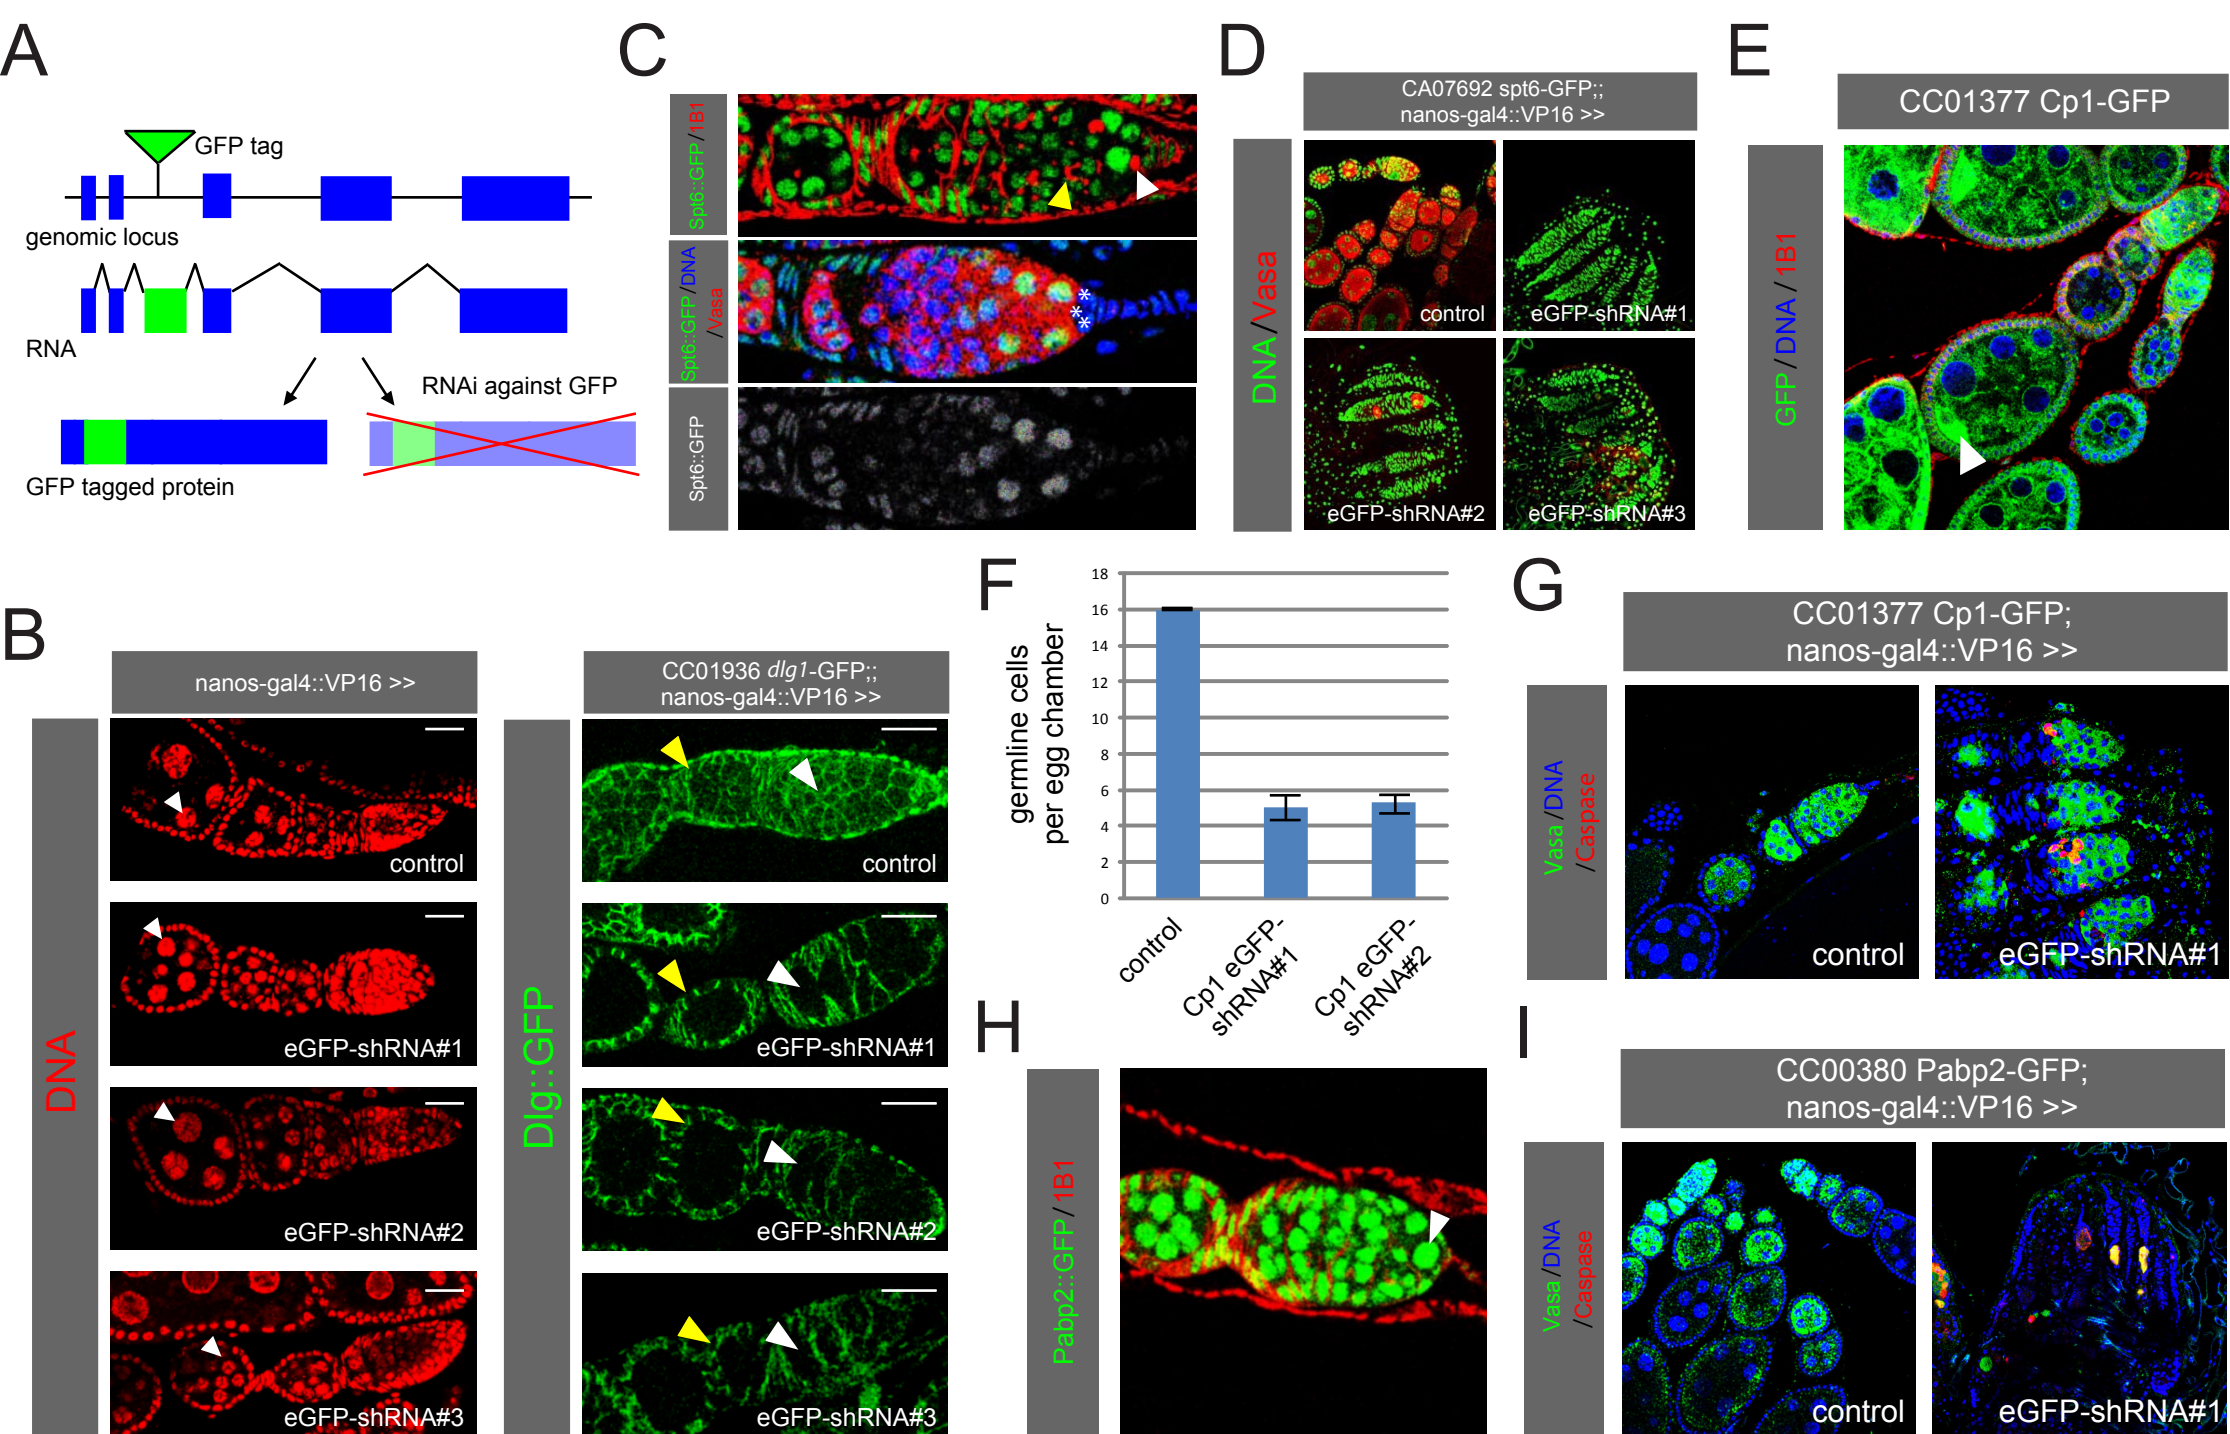 A
GFP tag
genomic locus
RNA
RNAi against GFP
GFP tagged protein
B
nanos-gal4::VP16 >>
DNA
control
eGFP-shRNA#1
eGFP-shRNA#2
eGFP-shRNA#3
CC01936 dlg1-GFP;;
nanos-gal4::VP16 >>
Dlg::GFP
control
eGFP-shRNA#1
eGFP-shRNA#2
eGFP-shRNA#3
C
Spt6::GFP/1B1
Spt6::GFP/DNA
/Vasa
***
Spt6::GFP
D
CA07692 spt6-GFP;;
nanos-gal4::VP16 >>
DNA/Vasa
control
eGFP-shRNA#1
eGFP-shRNA#2
eGFP-shRNA#3
E
CC01377 Cp1-GFP
GFP/DNA/1B1
F
germline cells
per egg chamber
18
16
14
12
10
8
6
4
2
0
control
Cp1 eGFP-
shRNA#1
Cp1 eGFP-
shRNA#2
G
CC01377 Cp1-GFP;
nanos-gal4::VP16 >>
Vasa/DNA
/Caspase
control
eGFP-shRNA#1
H
Pabp2::GFP/1B1
I
CC00380 Pabp2-GFP;
nanos-gal4::VP16 >>
Vasa/DNA
/Caspase
control
eGFP-shRNA#1